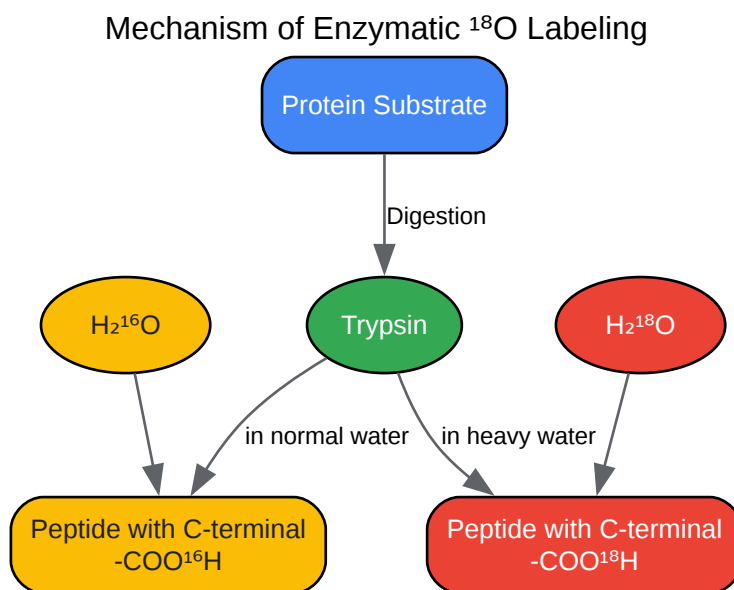 Mechanism of Enzymatic ¹⁸O Labeling
Protein Substrate
Digestion
H₂¹⁶O
Trypsin
H₂¹⁸O
in normal water
in heavy water
Peptide with C-terminal
-COO¹⁶H
Peptide with C-terminal
-COO¹⁸H